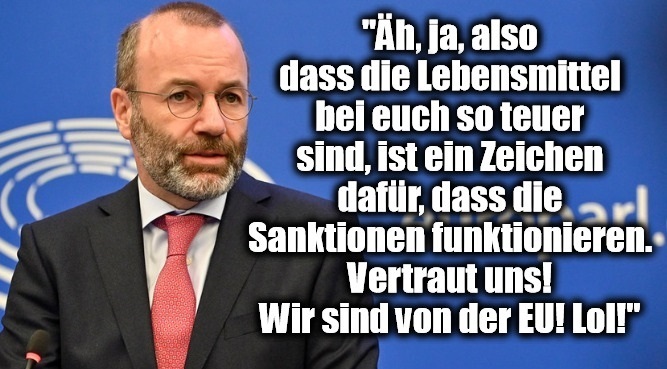 "Äh, ja, also
dass die Lebensmittel
bei euch so teuer
sind, ist ein Zeichen
dafür, dass die
Sanktionen funktionieren.
Vertraut uns!
Wir sind von der EU! Lol!"